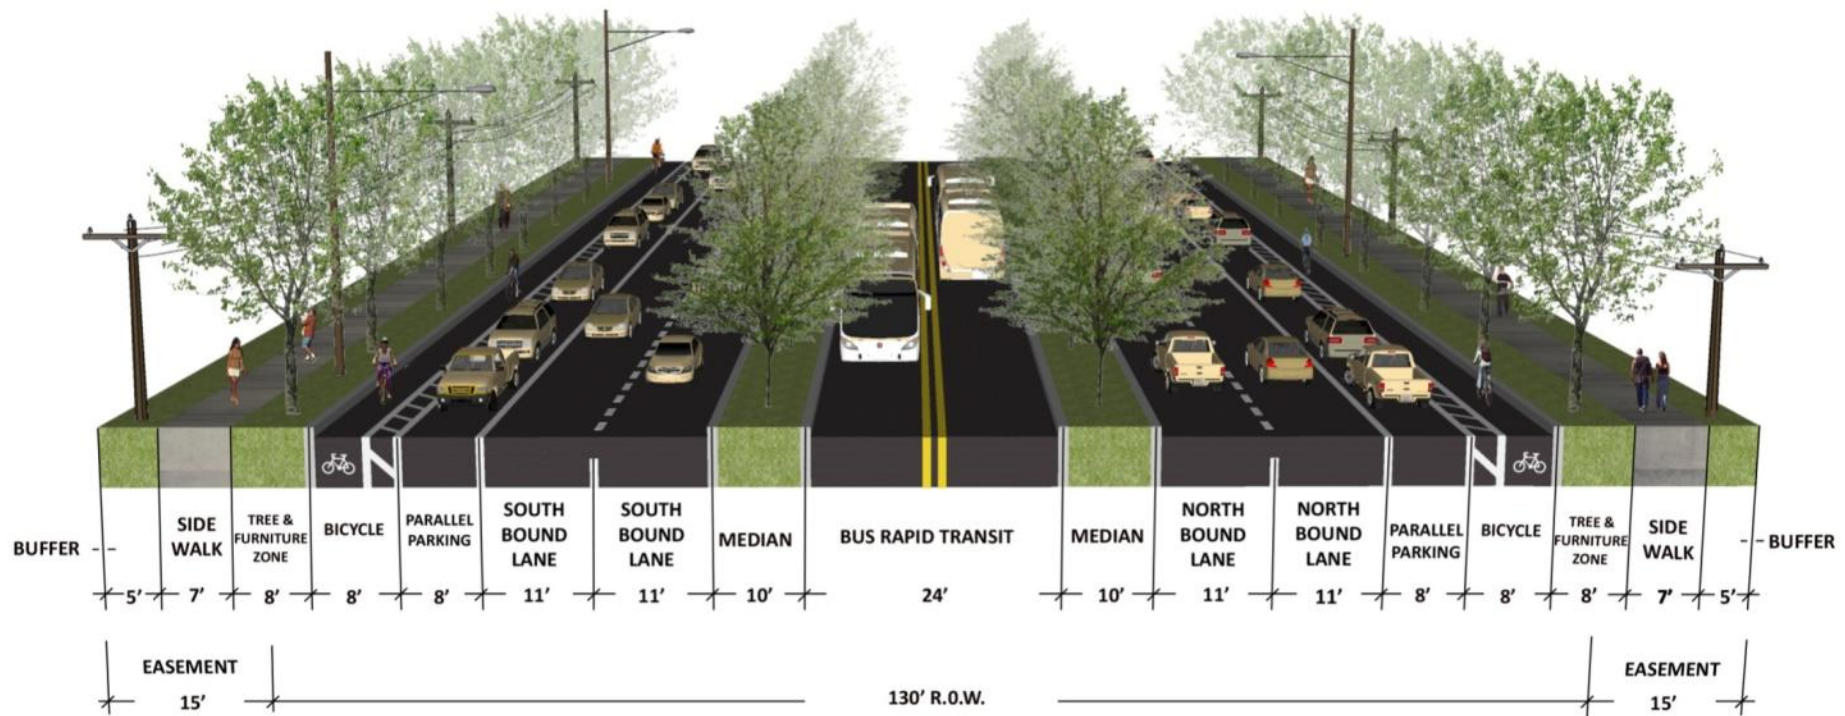 BUFFER
SIDE
WALK
TREE &
FURNITURE
ZONE
BICYCLE
PARALLEL
PARKING
SOUTH
BOUND
LANE
SOUTH
BOUND
LANE
MEDIAN
BUS RAPID TRANSIT
MEDIAN
NORTH
BOUND
LANE
NORTH
BOUND
LANE
PARALLEL
PARKING
BICYCLE
TREE &
FURNITURE
ZONE
SIDE
WALK
BUFFER
5' 7' 8' 8' 8' 11' 11' 10' 24' 10' 11' 11' 8' 8' 8' 7' 5'
EASEMENT
15'
130' R.O.W.
EASEMENT
15'